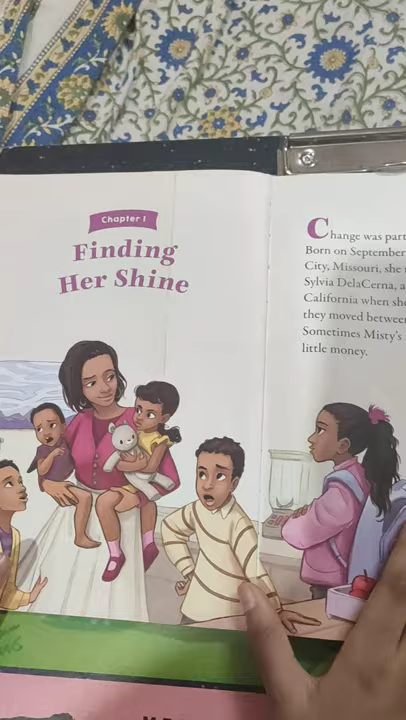 Chapter 1
Finding
Her Shine
Change was part
Born on September
City, Missouri, she
Sylvia DelaCerna, a
California when she
they moved between
Sometimes Misty's
little money.